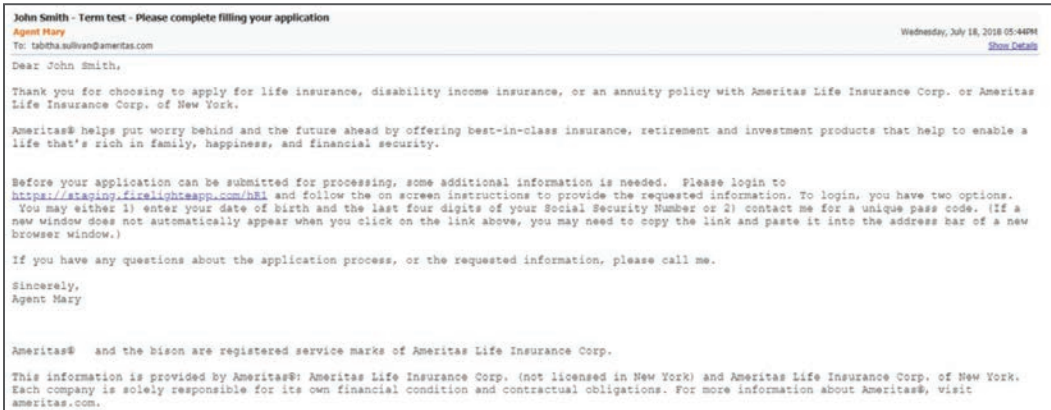 John Smith - Term test - Please complete filling your application
Agent Mary
Wednesday, July 18, 2018 05:44PM
To: tabitha.sullivan@ameritas.com
Show Details
Dear John Smith,
Thank you for choosing to apply for life insurance, disability income insurance, or an annuity policy with Ameritas Life Insurance Corp. or Ameritas
Life Insurance Corp. of New York.
Ameritas® helps put worry behind and the future ahead by offering best-in-class insurance, retirement and investment products that help to enable a
life that's rich in family, happiness, and financial security.
Before your application can be submitted for processing, some additional information is needed. Please login to
https://staging.firelighteapp.com/hR1 and follow the on screen instructions to provide the requested information. To login, you have two options.
You may either 1) enter your date of birth and the last four digits of your Social Security Number or 2) contact me for a unique pass code. (If a
new window does not automatically appear when you click on the link above, you may need to copy the link and paste it into the address bar of a new
browser window.)
If you have any questions about the application process, or the requested information, please call me.
Sincerely,
Agent Mary
Ameritas® and the bison are registered service marks of Ameritas Life Insurance Corp.
This information is provided by Ameritas®: Ameritas Life Insurance Corp. (not licensed in New York) and Ameritas Life Insurance Corp. of New York.
Each company is solely responsible for its own financial condition and contractual obligations. For more information about Ameritas®, visit
ameritas.com.